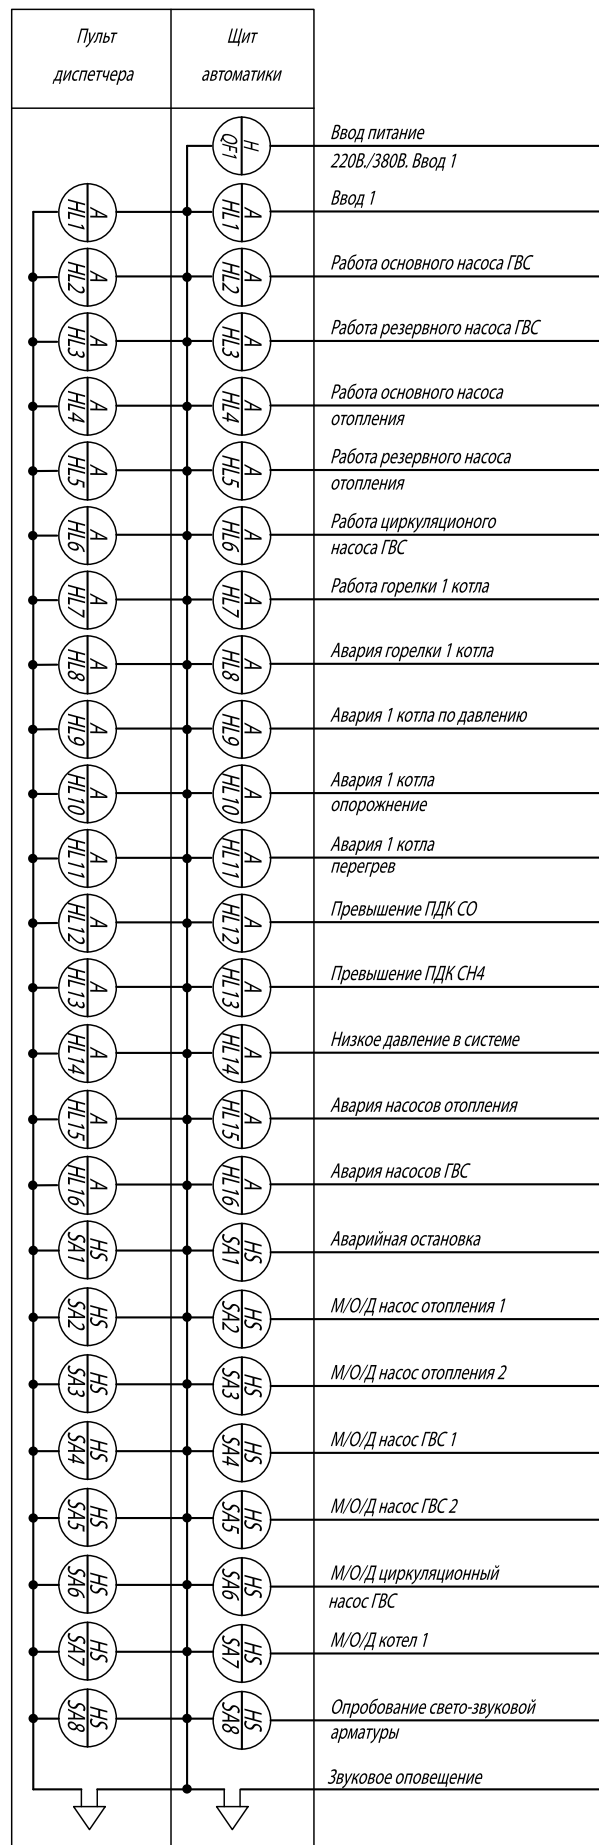 Пульт
диспетчера
Щит
автоматики
H
QF1
Ввод питание
220В./380В. Ввод 1
A
HL1
A
HL1
Ввод 1
A
HL2
A
HL2
Работа основного насоса ГВС
A
HL3
A
HL3
Работа резервного насоса ГВС
A
HL4
A
HL4
Работа основного насоса
отопления
A
HL5
A
HL5
Работа резервного насоса
отопления
A
HL6
A
HL6
Работа циркуляционого
насоса ГВС
A
HL7
A
HL7
Работа горелки 1 котла
A
HL8
A
HL8
Авария горелки 1 котла
A
HL9
A
HL9
Авария 1 котла по давлению
A
HL10
A
HL10
Авария 1 котла
опорожнение
A
HL11
A
HL11
Авария 1 котла
перегрев
A
HL12
A
HL12
Превышение ПДК СО
A
HL13
A
HL13
Превышение ПДК СН4
A
HL14
A
HL14
Низкое давление в системе
A
HL15
A
HL15
Авария насосов отопления
A
HL16
A
HL16
Авария насосов ГВС
HS
SA1
HS
SA1
Аварийная остановка
HS
SA2
HS
SA2
М/О/Д насос отопления 1
HS
SA3
HS
SA3
М/О/Д насос отопления 2
HS
SA4
HS
SA4
М/О/Д насос ГВС 1
HS
SA5
HS
SA5
М/О/Д насос ГВС 2
HS
SA6
HS
SA6
М/О/Д циркуляционный
насос ГВС
HS
SA7
HS
SA7
М/О/Д котел 1
HS
SA8
HS
SA8
Опробование свето-звуковой
арматуры
Звуковое оповещение